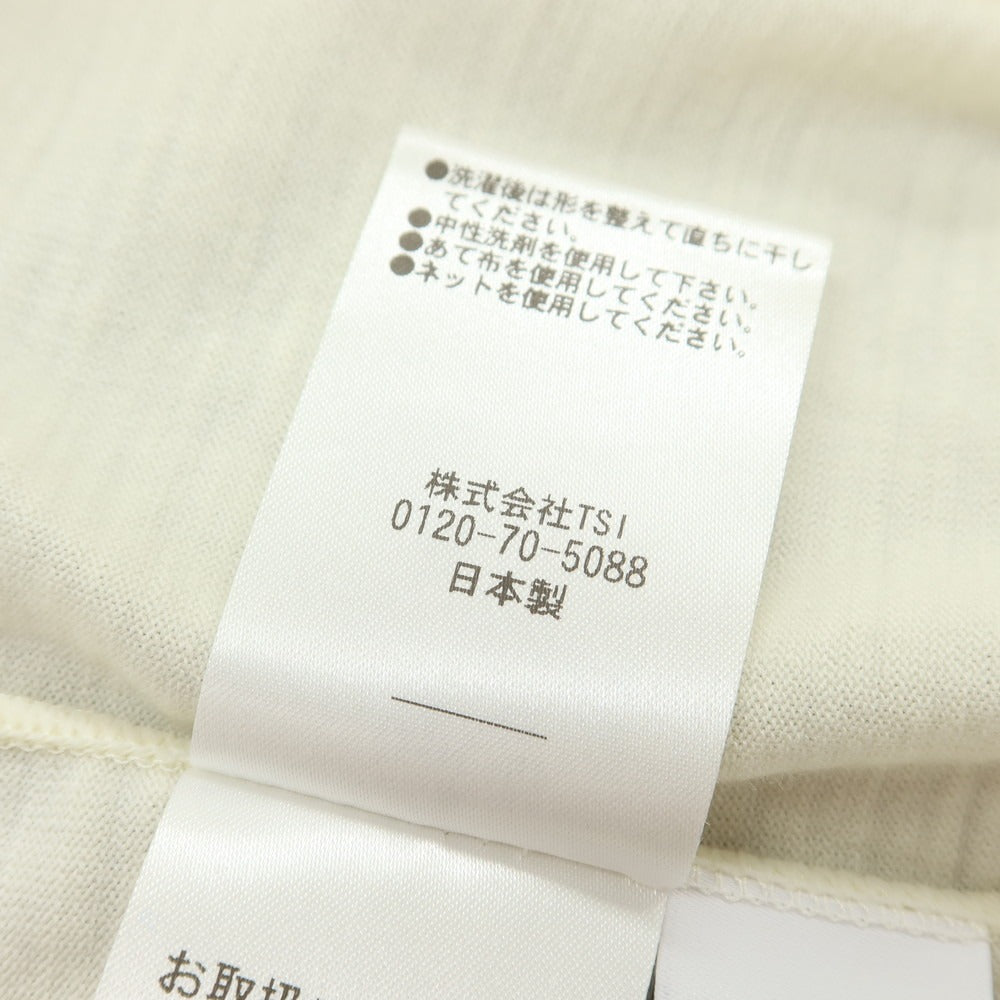 ●洗濯後は形を整えて直ちに干し
てください。
●中性洗剤を使用して下さい。
●あて布を使用してください。
●ネットを使用してください。
株式会社TSI
0120-70-5088
日本製
お取扱